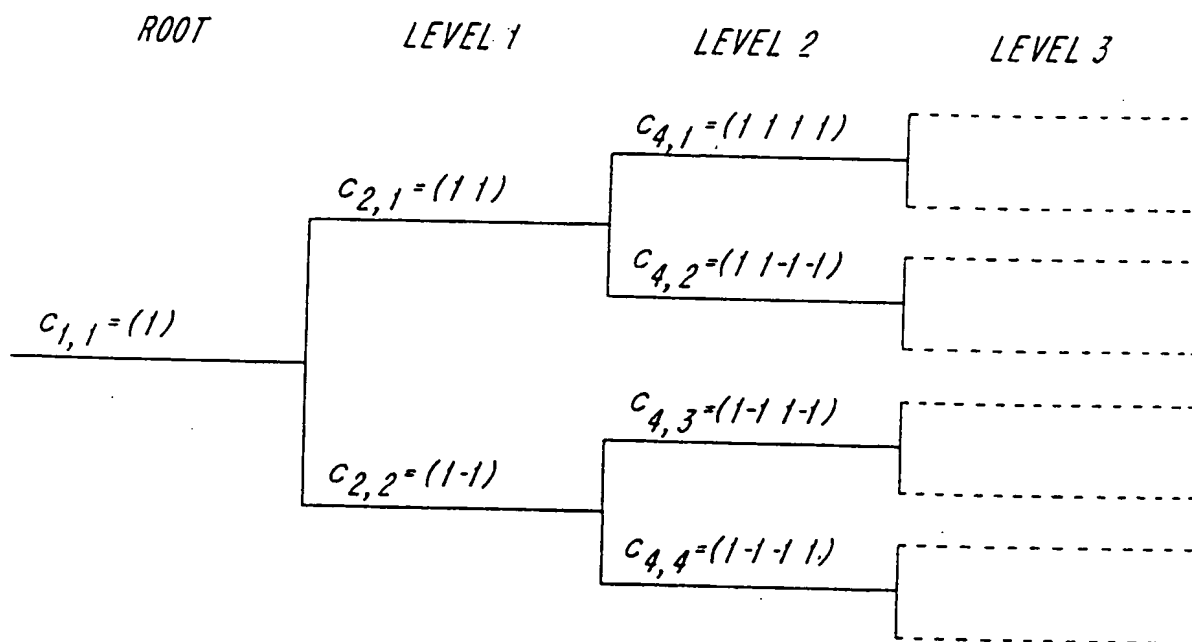 ROOT LEVEL 1 LEVEL 2 LEVEL 3
C4,1=(1 1 1 1)
C2,1=(1 1)
C4,2=(1 1-1-1)
C1,1=(1)
C4,3=(1-1 1-1)
C2,2=(1-1)
C4,4=(1-1-1 1)